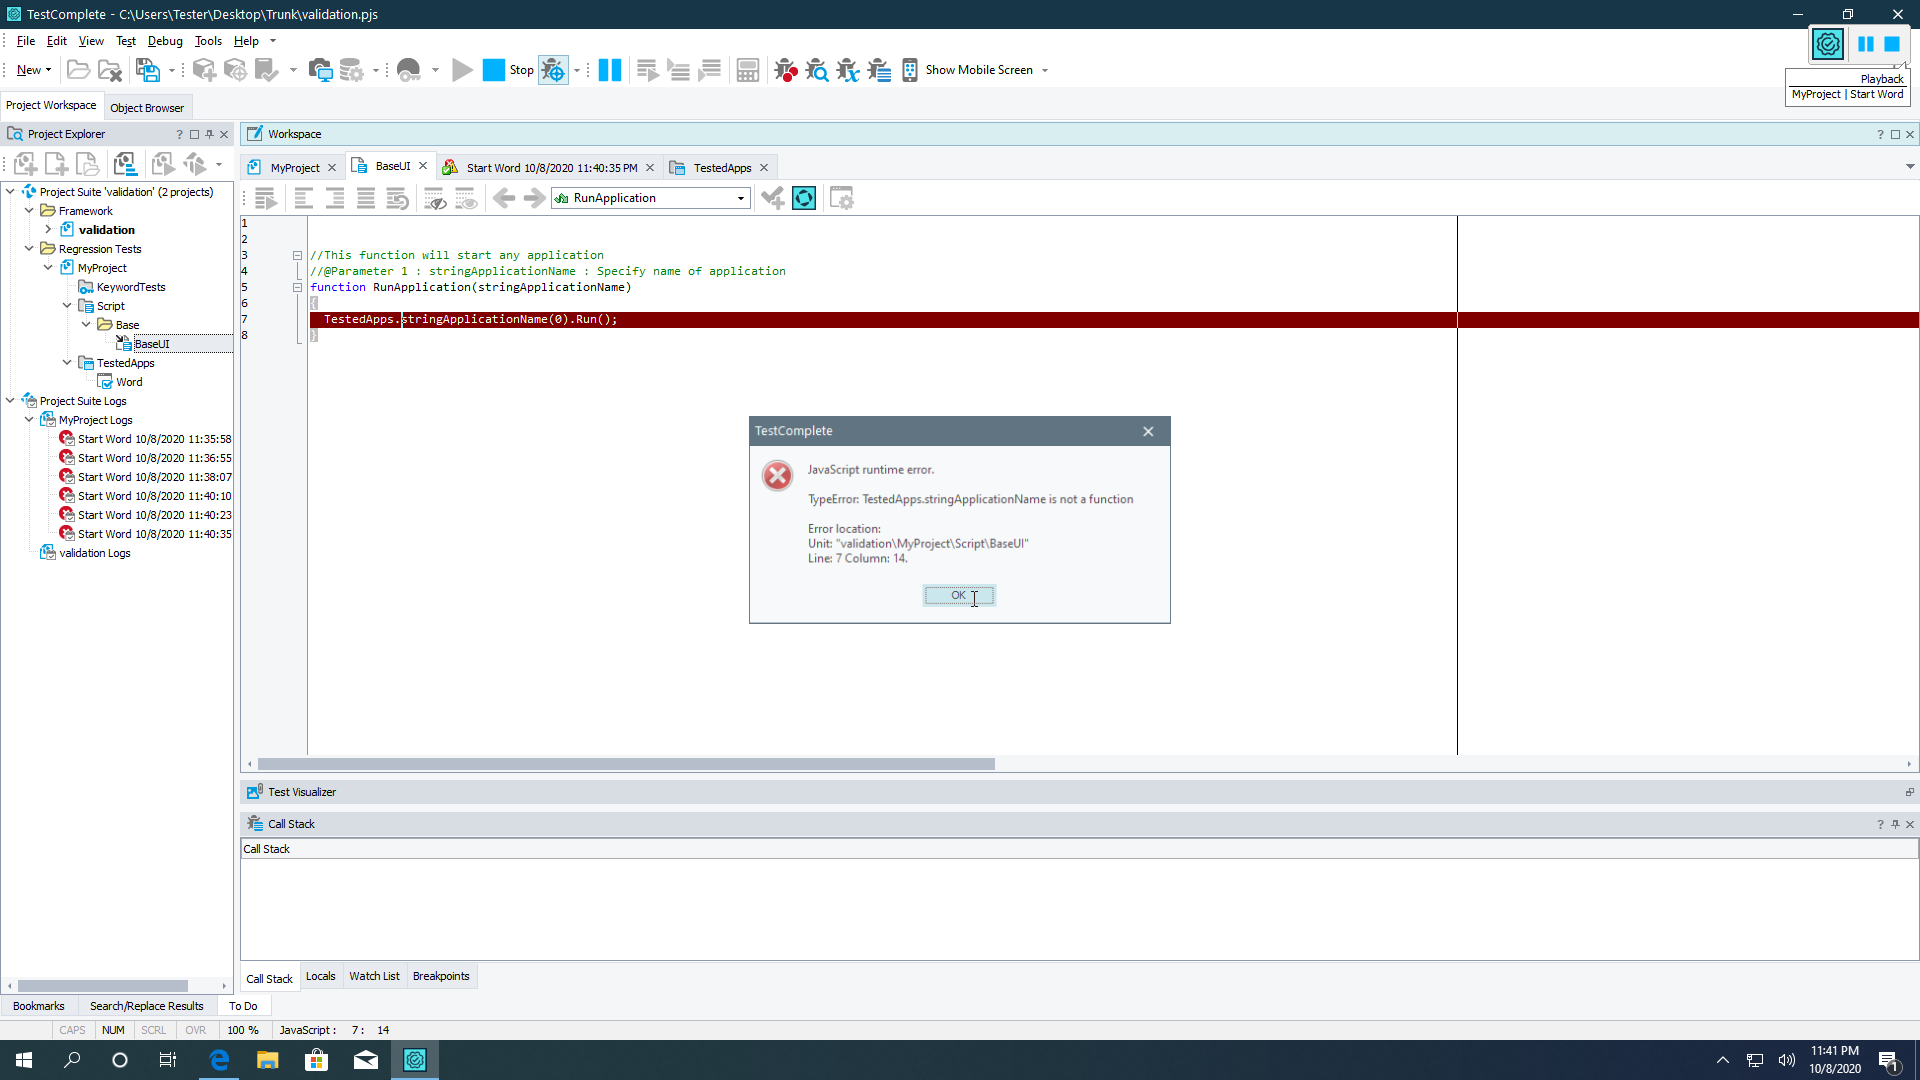 TestComplete - C:\Users\Tester\Desktop\Trunk\validation.pjs
File Edit View Test Debug Tools Help
New Stop Show Mobile Screen
Playback
MyProject | Start Word
Project Workspace Object Browser
Project Explorer
Workspace
MyProject BaseUI Start Word 10/8/2020 11:40:35 PM TestedApps
RunApplication
Project Suite 'validation' (2 projects)
Framework
validation
Regression Tests
MyProject
KeywordTests
Script
Base
BaseUI
TestedApps
Word
Project Suite Logs
MyProject Logs
Start Word 10/8/2020 11:35:58
Start Word 10/8/2020 11:36:55
Start Word 10/8/2020 11:38:07
Start Word 10/8/2020 11:40:10
Start Word 10/8/2020 11:40:23
Start Word 10/8/2020 11:40:35
validation Logs
1
2
3 //This function will start any application
4 //@Parameter 1 : stringApplicationName : Specify name of application
5 function RunApplication(stringApplicationName)
6 {
7 TestedApps.stringApplicationName(0).Run();
8 }
TestComplete
JavaScript runtime error.
TypeError: TestedApps.stringApplicationName is not a function
Error location:
Unit: "validation\MyProject\Script\BaseUI"
Line: 7 Column: 14.
OK
Test Visualizer
Call Stack
Call Stack
Call Stack Locals Watch List Breakpoints
Bookmarks Search/Replace Results To Do
CAPS NUM SCRL OVR 100 % JavaScript : 7 : 14
11:41 PM
10/8/2020
1